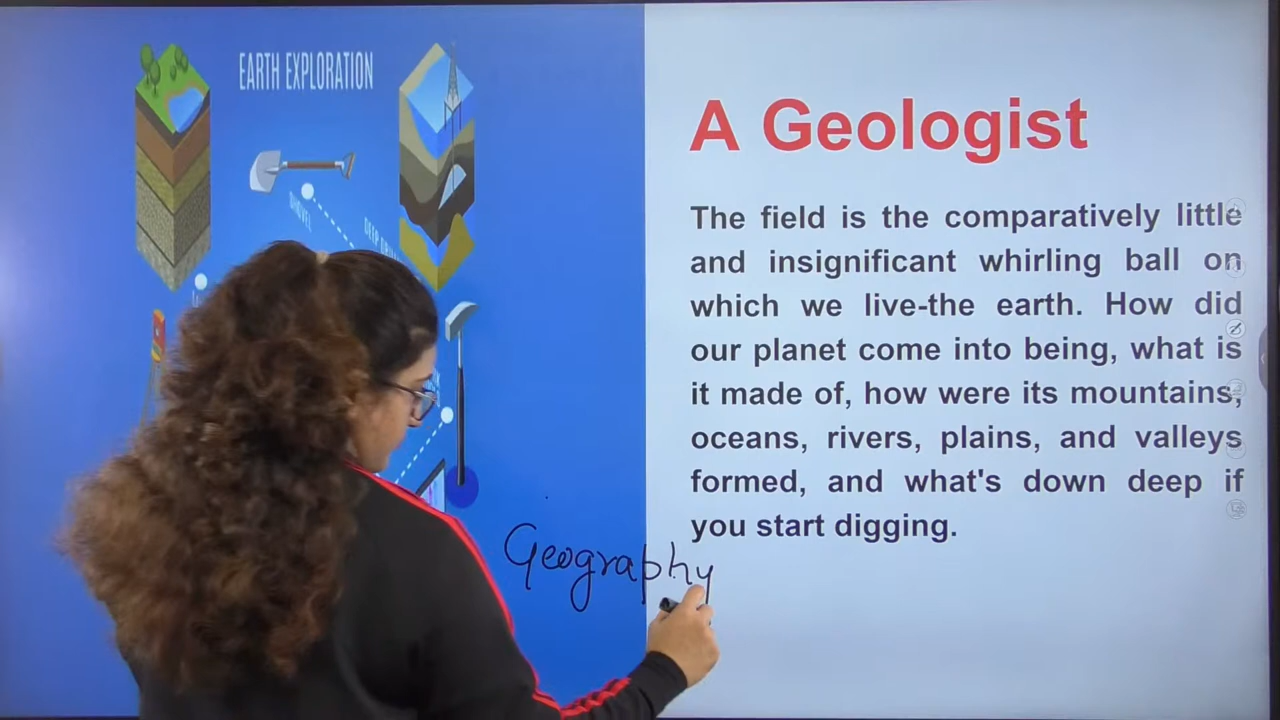 EARTH EXPLORATION
SHOVEL
A Geologist
The field is the comparatively little
and insignificant whirling ball on
which we live-the earth. How did
our planet come into being, what is
it made of, how were its mountains,
oceans, rivers, plains, and valleys
formed, and what's down deep if
you start digging.
Geography